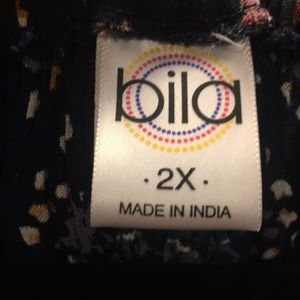 bila
· 2X ·
MADE IN INDIA